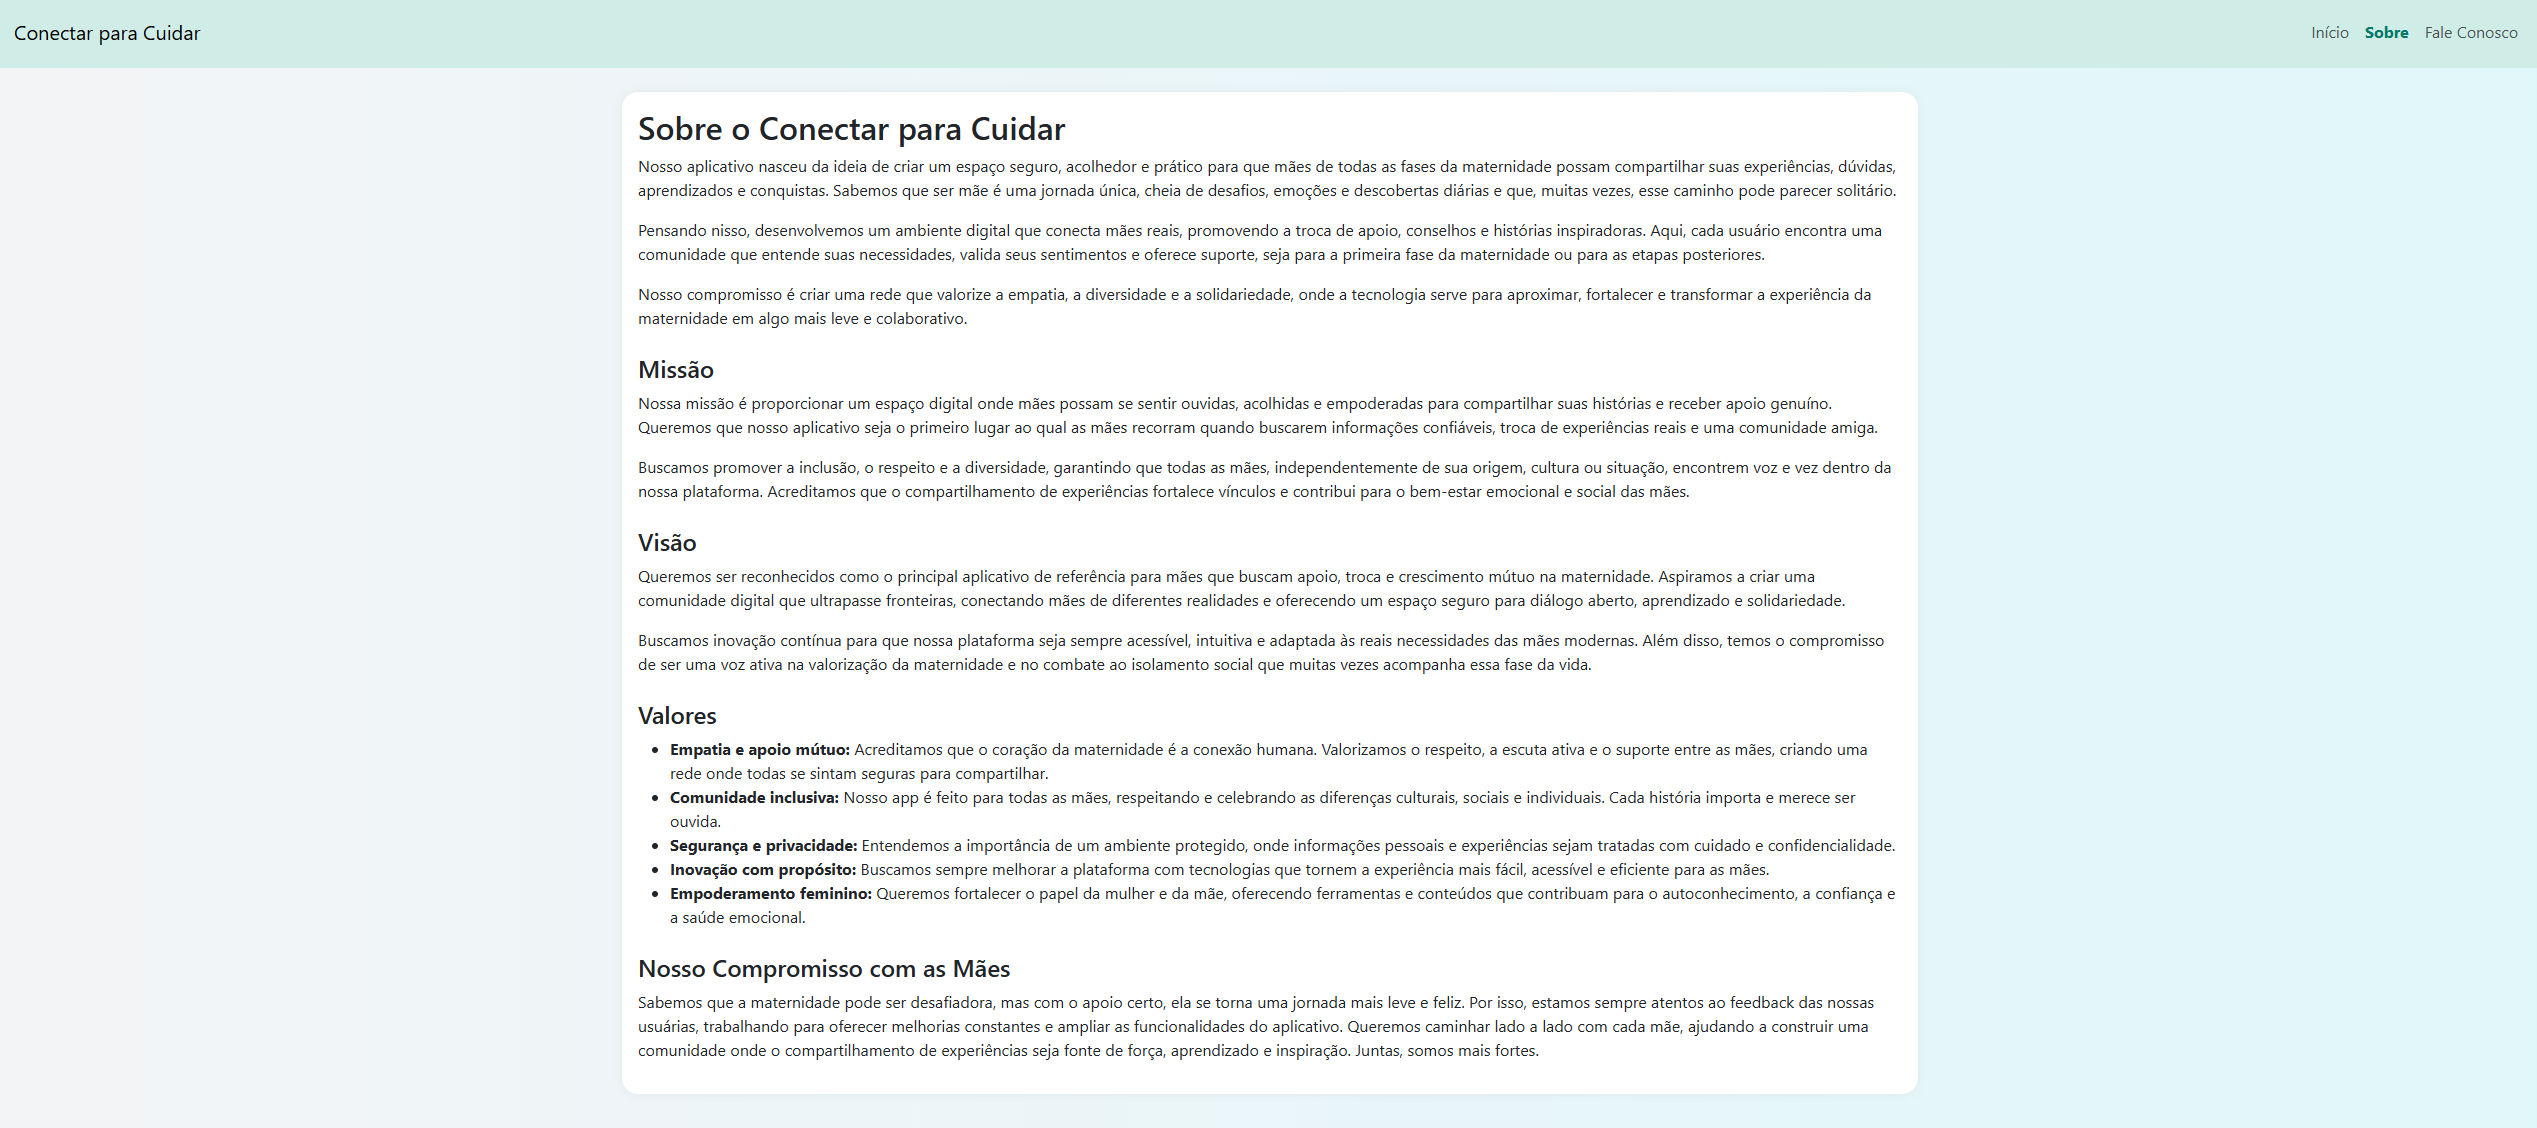 Conectar para Cuidar
Início Sobre Fale Conosco
Sobre o Conectar para Cuidar
Nosso aplicativo nasceu da ideia de criar um espaço seguro, acolhedor e prático para que mães de todas as fases da maternidade possam compartilhar suas experiências, dúvidas,
aprendizados e conquistas. Sabemos que ser mãe é uma jornada única, cheia de desafios, emoções e descobertas diárias e que, muitas vezes, esse caminho pode parecer solitário.
Pensando nisso, desenvolvemos um ambiente digital que conecta mães reais, promovendo a troca de apoio, conselhos e histórias inspiradoras. Aqui, cada usuário encontra uma
comunidade que entende suas necessidades, valida seus sentimentos e oferece suporte, seja para a primeira fase da maternidade ou para as etapas posteriores.
Nosso compromisso é criar uma rede que valorize a empatia, a diversidade e a solidariedade, onde a tecnologia serve para aproximar, fortalecer e transformar a experiência da
maternidade em algo mais leve e colaborativo.
Missão
Nossa missão é proporcionar um espaço digital onde mães possam se sentir ouvidas, acolhidas e empoderadas para compartilhar suas histórias e receber apoio genuíno.
Queremos que nosso aplicativo seja o primeiro lugar ao qual as mães recorram quando buscarem informações confiáveis, troca de experiências reais e uma comunidade amiga.
Buscamos promover a inclusão, o respeito e a diversidade, garantindo que todas as mães, independentemente de sua origem, cultura ou situação, encontrem voz e vez dentro da
nossa plataforma. Acreditamos que o compartilhamento de experiências fortalece vínculos e contribui para o bem-estar emocional e social das mães.
Visão
Queremos ser reconhecidos como o principal aplicativo de referência para mães que buscam apoio, troca e crescimento mútuo na maternidade. Aspiramos a criar uma
comunidade digital que ultrapasse fronteiras, conectando mães de diferentes realidades e oferecendo um espaço seguro para diálogo aberto, aprendizado e solidariedade.
Buscamos inovação contínua para que nossa plataforma seja sempre acessível, intuitiva e adaptada às reais necessidades das mães modernas. Além disso, temos o compromisso
de ser uma voz ativa na valorização da maternidade e no combate ao isolamento social que muitas vezes acompanha essa fase da vida.
Valores
• Empatia e apoio mútuo: Acreditamos que o coração da maternidade é a conexão humana. Valorizamos o respeito, a escuta ativa e o suporte entre as mães, criando uma
rede onde todas se sintam seguras para compartilhar.
• Comunidade inclusiva: Nosso app é feito para todas as mães, respeitando e celebrando as diferenças culturais, sociais e individuais. Cada história importa e merece ser
ouvida.
• Segurança e privacidade: Entendemos a importância de um ambiente protegido, onde informações pessoais e experiências sejam tratadas com cuidado e confidencialidade.
• Inovação com propósito: Buscamos sempre melhorar a plataforma com tecnologias que tornem a experiência mais fácil, acessível e eficiente para as mães.
• Empoderamento feminino: Queremos fortalecer o papel da mulher e da mãe, oferecendo ferramentas e conteúdos que contribuam para o autoconhecimento, a confiança e
a saúde emocional.
Nosso Compromisso com as Mães
Sabemos que a maternidade pode ser desafiadora, mas com o apoio certo, ela se torna uma jornada mais leve e feliz. Por isso, estamos sempre atentos ao feedback das nossas
usuárias, trabalhando para oferecer melhorias constantes e ampliar as funcionalidades do aplicativo. Queremos caminhar lado a lado com cada mãe, ajudando a construir uma
comunidade onde o compartilhamento de experiências seja fonte de força, aprendizado e inspiração. Juntas, somos mais fortes.